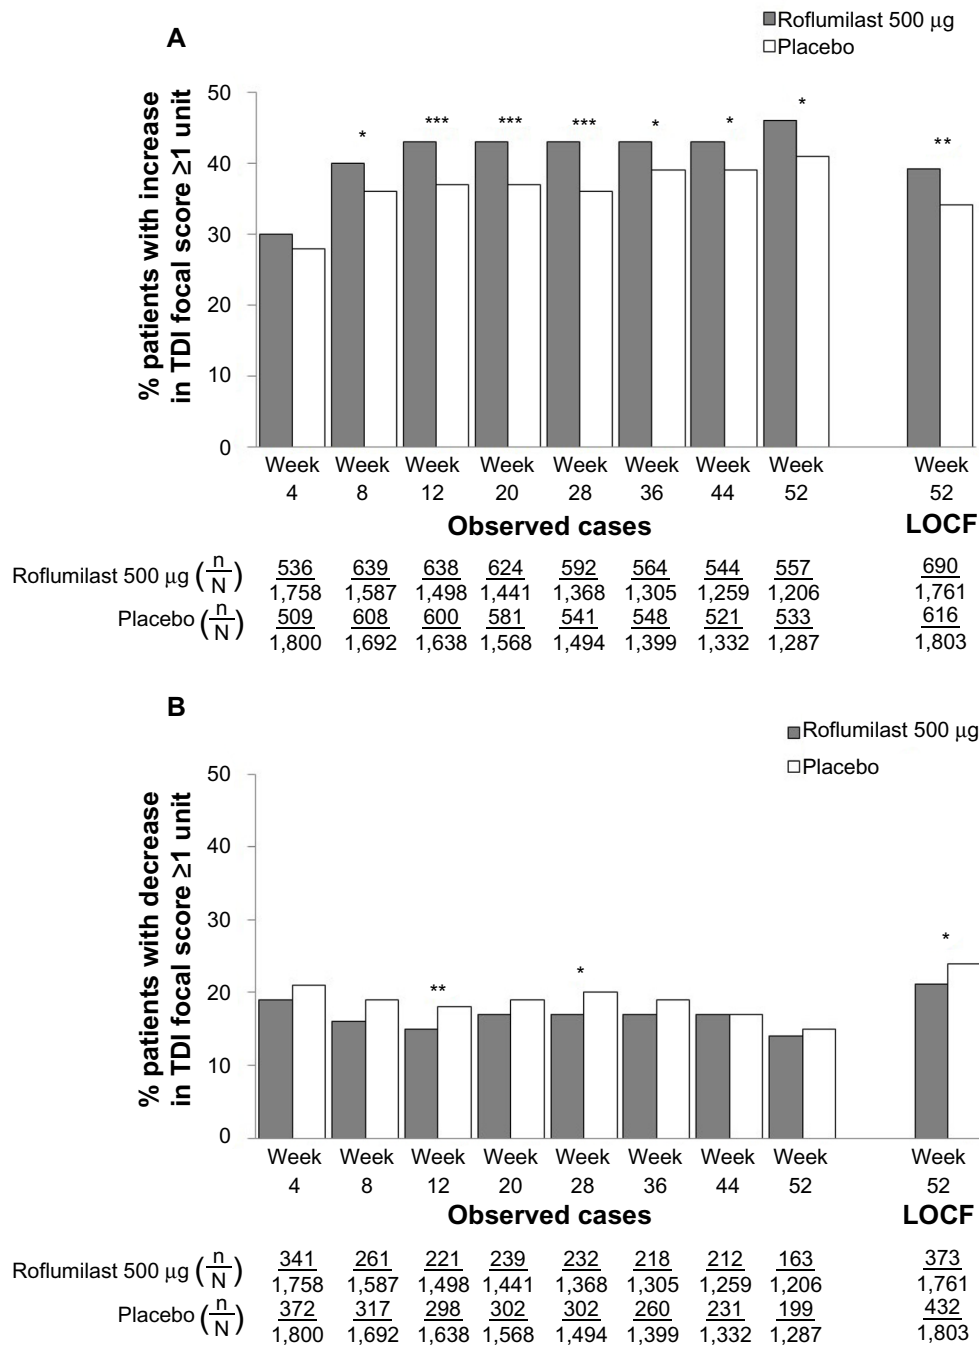 A
Roflumilast 500 µg
Placebo
% patients with increase
in TDI focal score ≥1 unit
50
40
30
20
10
0
* *** *** *** * * * **
Week Week Week Week Week Week Week Week Week
4 8 12 20 28 36 44 52 52
Observed cases LOCF
Roflumilast 500 µg (n/N) 536/1,758 639/1,587 638/1,498 624/1,441 592/1,368 564/1,305 544/1,259 557/1,206 690/1,761
Placebo (n/N) 509/1,800 608/1,692 600/1,638 581/1,568 541/1,494 548/1,399 521/1,332 533/1,287 616/1,803
B
Roflumilast 500 µg
Placebo
% patients with decrease
in TDI focal score ≥1 unit
50
40
30
20
10
0
** * *
Week Week Week Week Week Week Week Week Week
4 8 12 20 28 36 44 52 52
Observed cases LOCF
Roflumilast 500 µg (n/N) 341/1,758 261/1,587 221/1,498 239/1,441 232/1,368 218/1,305 212/1,259 163/1,206 373/1,761
Placebo (n/N) 372/1,800 317/1,692 298/1,638 302/1,568 302/1,494 260/1,399 231/1,332 199/1,287 432/1,803